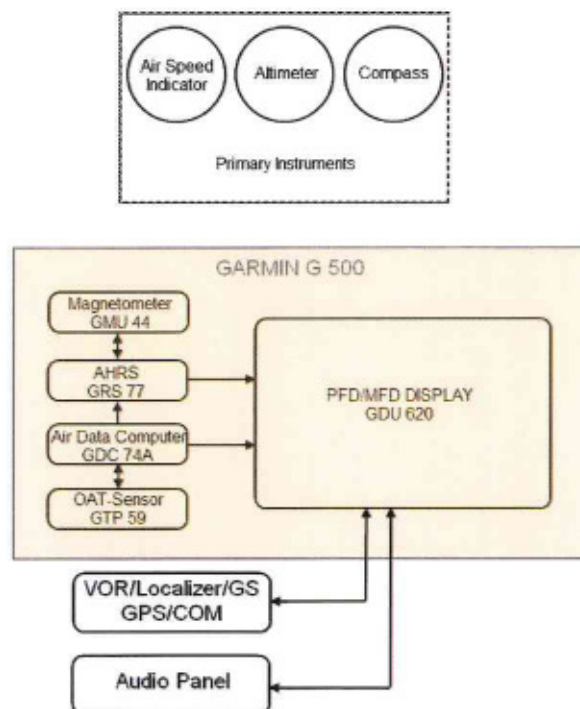 Air Speed
Indicator
Altimeter
Compass
Primary Instruments
GARMIN G 500
Magnetometer
GMU 44
AHRS
GRS 77
Air Data Computer
GDC 74A
OAT-Sensor
GTP 59
PFD/MFD DISPLAY
GDU 620
VOR/Localizer/GS
GPS/COM
Audio Panel